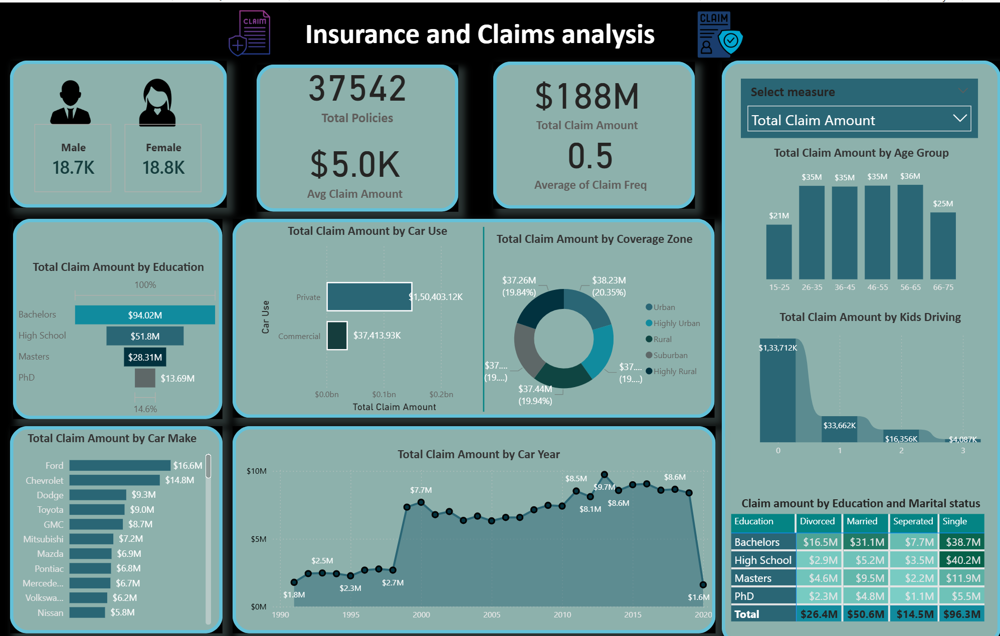 CLAIM
Insurance and Claims analysis
CLAIM
Male
18.7K
Female
18.8K
37542
Total Policies
$5.0K
Avg Claim Amount
$188M
Total Claim Amount
0.5
Average of Claim Freq
Select measure
Total Claim Amount
Total Claim Amount by Age Group
$21M $35M $35M $35M $36M $25M
15-25 26-35 36-45 46-55 56-65 66-75
Total Claim Amount by Education
100%
Bachelors $94.02M
High School $51.8M
Masters $28.31M
PhD $13.69M
14.6%
Total Claim Amount by Car Use
Car Use
Private $1,50,403.12K
Commercial $37,413.93K
$0.0bn $0.1bn $0.2bn
Total Claim Amount
Total Claim Amount by Coverage Zone
$37.26M
(19.84%)
$38.23M
(20.35%)
$37....
(19....)
$37....
(19....)
$37.44M
(19.94%)
Urban
Highly Urban
Rural
Suburban
Highly Rural
Total Claim Amount by Kids Driving
$1,33,712K $33,662K $16,356K $4,087K
0 1 2 3
Total Claim Amount by Car Make
Ford $16.6M
Chevrolet $14.8M
Dodge $9.3M
Toyota $9.0M
GMC $8.7M
Mitsubishi $7.2M
Mazda $6.9M
Pontiac $6.8M
Mercede... $6.7M
Volkswa... $6.2M
Nissan $5.8M
Total Claim Amount by Car Year
$10M
$5M
$0M
$1.8M $2.5M $2.3M $2.7M $7.7M $8.5M $8.1M $9.7M $8.6M $8.6M $1.6M
1990 1995 2000 2005 2010 2015 2020
Claim amount by Education and Marital status
Education Divorced Married Seperated Single
Bachelors $16.5M $31.1M $7.7M $38.7M
High School $2.9M $5.2M $3.5M $40.2M
Masters $4.6M $9.5M $2.2M $11.9M
PhD $2.3M $4.8M $1.1M $5.5M
Total $26.4M $50.6M $14.5M $96.3M